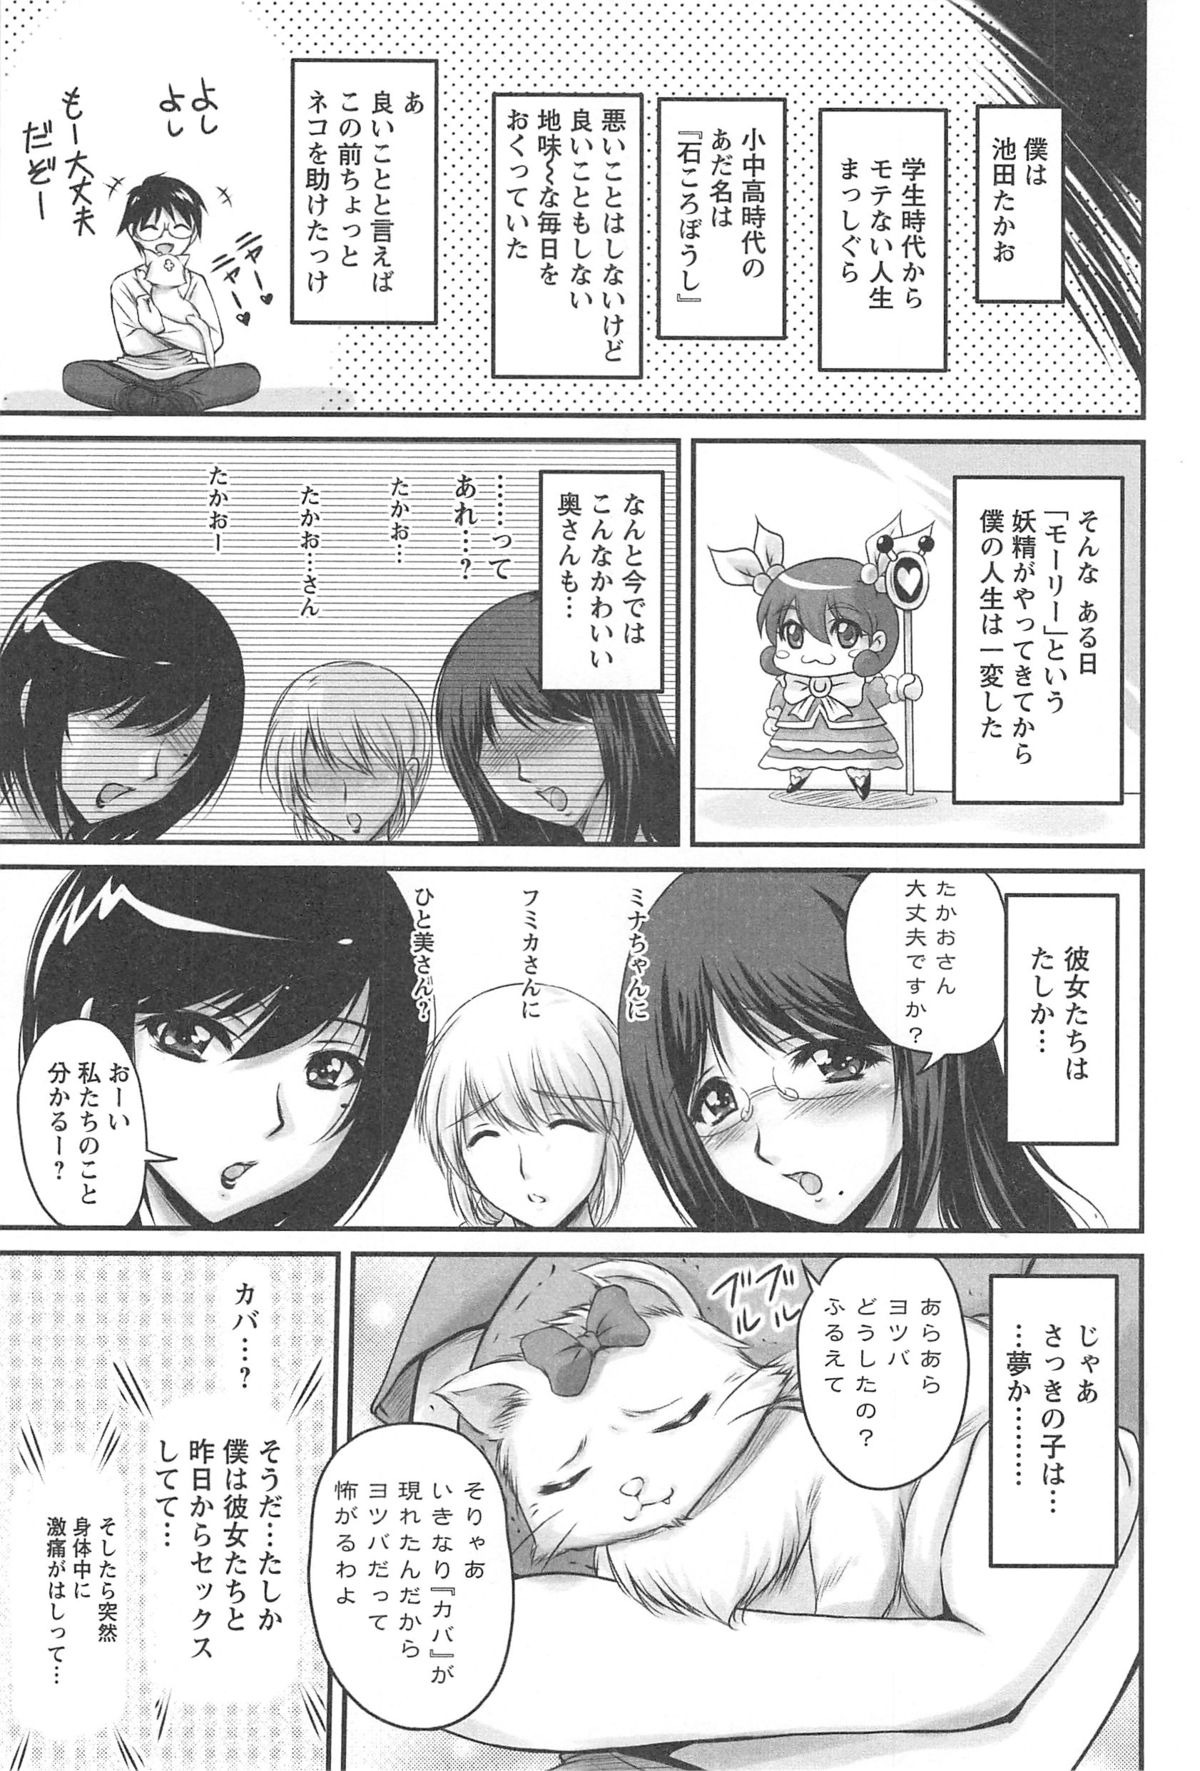 僕は
池田たかお
学生時代から
モテない人生
まっしぐら
小中高時代の
あだ名は
『石ころぼうし』
悪いことはしないけど
良いこともしない
地味〜な毎日を
おくっていた
あ
良いことと言えば
この前ちょっと
ネコを助けたっけ
よし
よし
もー大丈夫
だぞー
ニャー
ニャー♥
そんな ある日
「モーリー」という
妖精がやってきてから
僕の人生は一変した
なんと今では
こんなかわいい
奥さんも…
……って
あれ…?
たかお…
たかお…さん
たかおー
彼女たちは
たしか…
たかおさん
大丈夫ですか?
ミナちゃんに
フミカさんに
ひと美さん?
おーい
私たちのこと
分かるー?
じゃあ
さっきの子は…
…夢か………
あらあら
ヨツバ
どうしたの?
ふるえて
ブル
ブル
そりゃあ
いきなり『カバ』が
現れたんだから
ヨツバだって
怖がるわよ
カバ…?
そうだ…たしか
僕は彼女たちと
昨日からセックス
してて…
そしたら突然
身体中に
激痛がはしって…